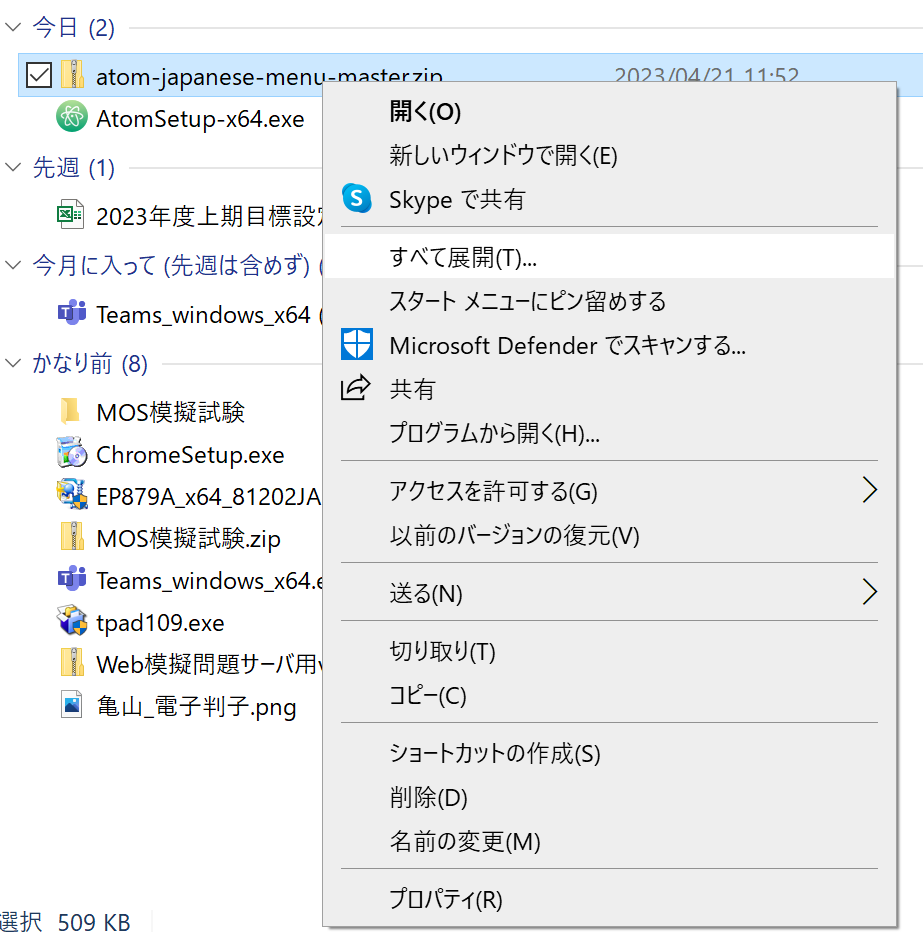 今日 (2)
atom-japanese-menu-master.zip 2023/04/21 11:52
AtomSetup-x64.exe
先週 (1)
2023年度上期目標設定
今月に入って (先週は含めず) (
Teams_windows_x64 (
かなり前 (8)
MOS模擬試験
ChromeSetup.exe
EP879A_x64_81202JA
MOS模擬試験.zip
Teams_windows_x64.e
tpad109.exe
Web模擬問題サーバ用v
亀山_電子判子.png
選択 509 KB
開く(O)
新しいウィンドウで開く(E)
Skype で共有
すべて展開(T)...
スタート メニューにピン留めする
Microsoft Defender でスキャンする...
共有
プログラムから開く(H)...
アクセスを許可する(G)
以前のバージョンの復元(V)
送る(N)
切り取り(T)
コピー(C)
ショートカットの作成(S)
削除(D)
名前の変更(M)
プロパティ(R)